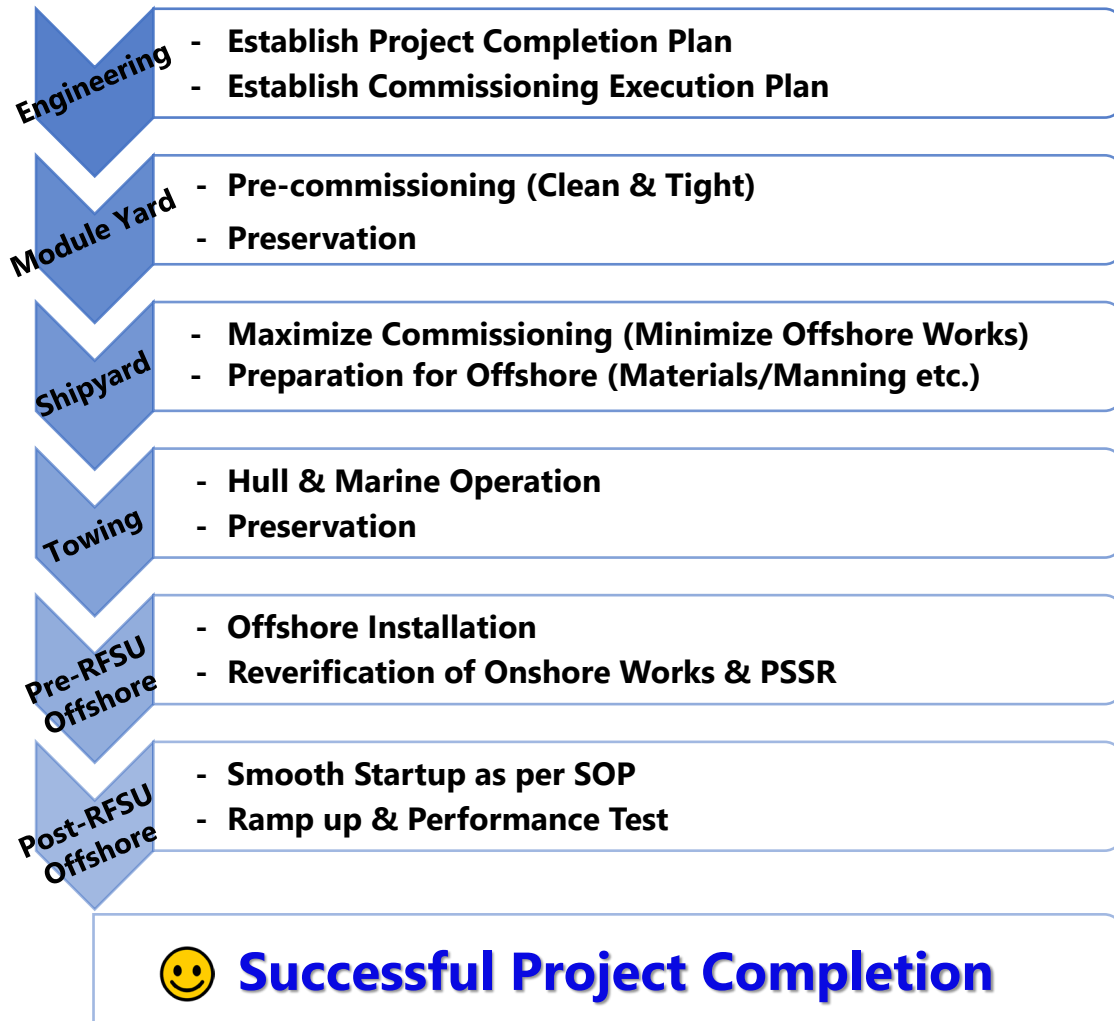 Engineering
- Establish Project Completion Plan
- Establish Commissioning Execution Plan
Module Yard
- Pre-commissioning (Clean & Tight)
- Preservation
Shipyard
- Maximize Commissioning (Minimize Offshore Works)
- Preparation for Offshore (Materials/Manning etc.)
Towing
- Hull & Marine Operation
- Preservation
Pre-RFSU
Offshore
- Offshore Installation
- Reverification of Onshore Works & PSSR
Post-RFSU
Offshore
- Smooth Startup as per SOP
- Ramp up & Performance Test
Successful Project Completion